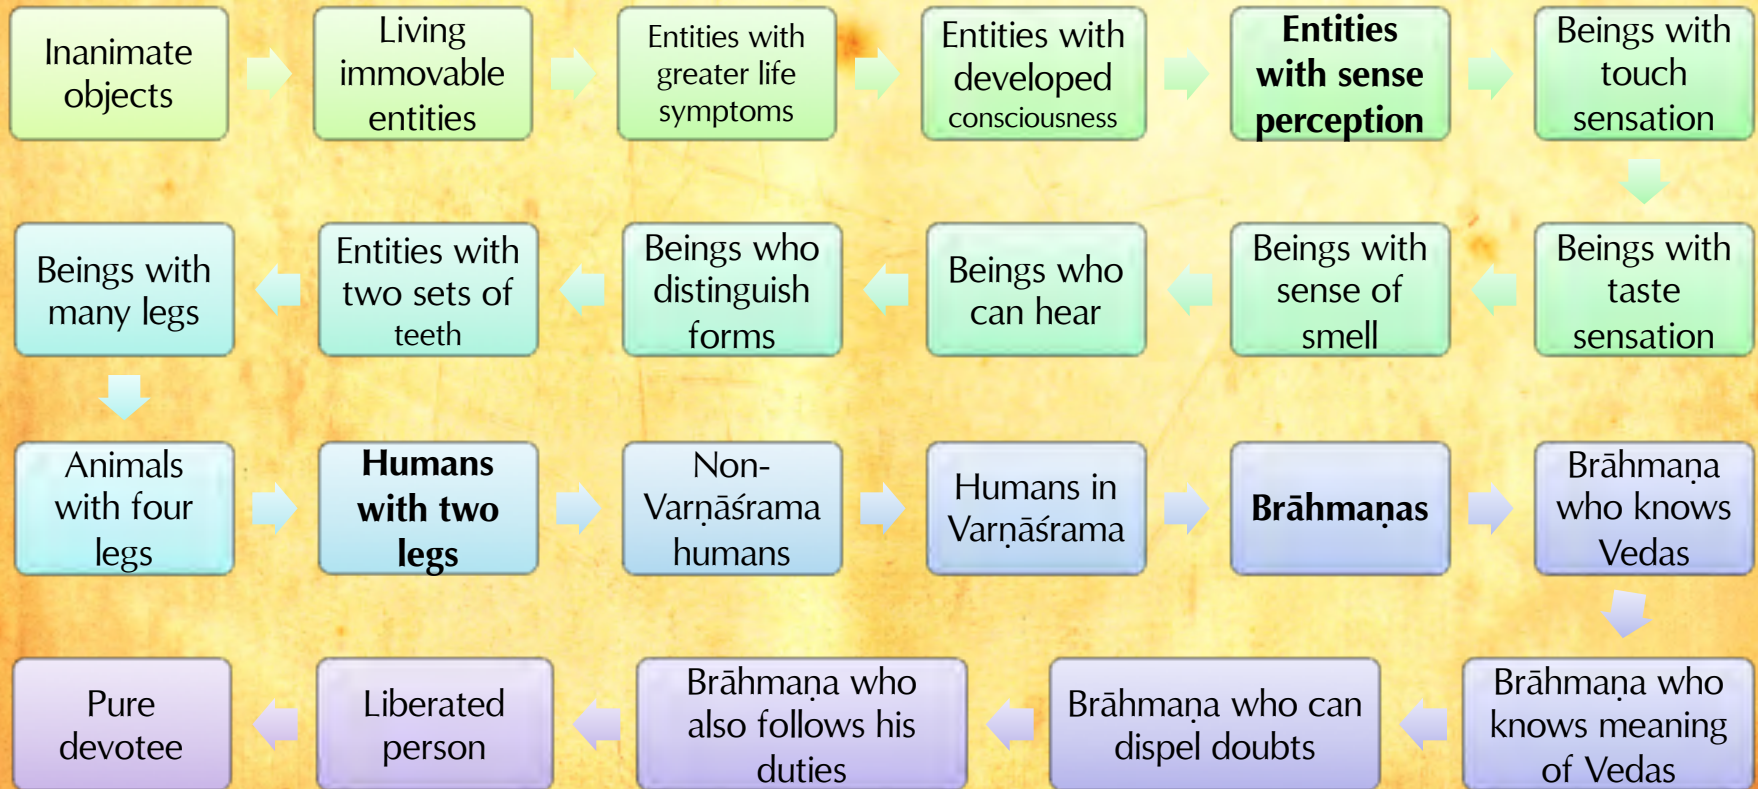 Inanimate
objects
Living
immovable
entities
Entities with
greater life
symptoms
Entities with
developed
consciousness
Entities
with sense
perception
Beings with
touch
sensation
Beings with
taste
sensation
Beings with
sense of
smell
Beings who
can hear
Beings who
distinguish
forms
Entities with
two sets of
teeth
Beings with
many legs
Animals
with four
legs
Humans
with two
legs
Non-
Varṇāśrama
humans
Humans in
Varṇāśrama
Brāhmaṇas
Brāhmaṇa
who knows
Vedas
Brāhmaṇa who
knows meaning
of Vedas
Brāhmaṇa who can
dispel doubts
Brāhmaṇa who
also follows his
duties
Liberated
person
Pure
devotee